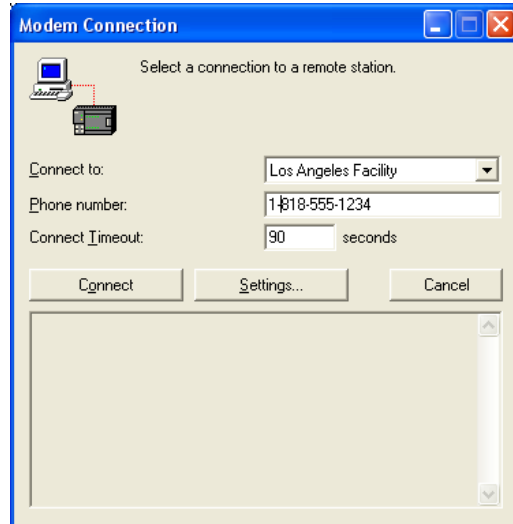 Modem Connection
Select a connection to a remote station.
Connect to: Los Angeles Facility
Phone number: 1-818-555-1234
Connect Timeout: 90 seconds
Connect Settings... Cancel